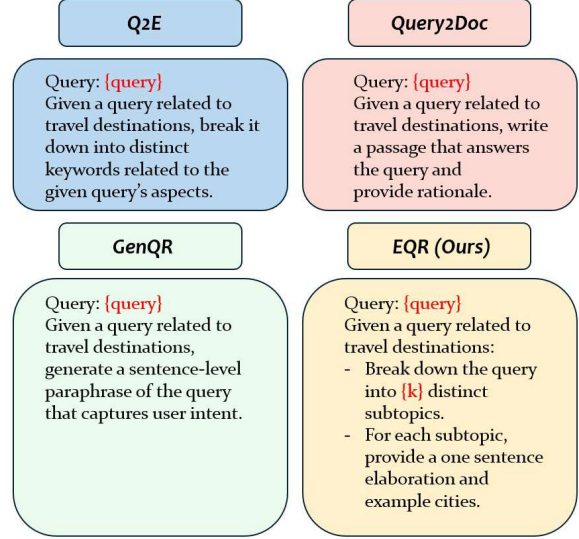 Q2E
Query: {query}
Given a query related to
travel destinations, break it
down into distinct
keywords related to the
given query's aspects.
Query2Doc
Query: {query}
Given a query related to
travel destinations, write
a passage that answers
the query and
provide rationale.
GenQR
Query: {query}
Given a query related to
travel destinations,
generate a sentence-level
paraphrase of the query
that captures user intent.
EQR (Ours)
Query: {query}
Given a query related to
travel destinations:
- Break down the query
into {k} distinct
subtopics.
- For each subtopic,
provide a one sentence
elaboration and
example cities.